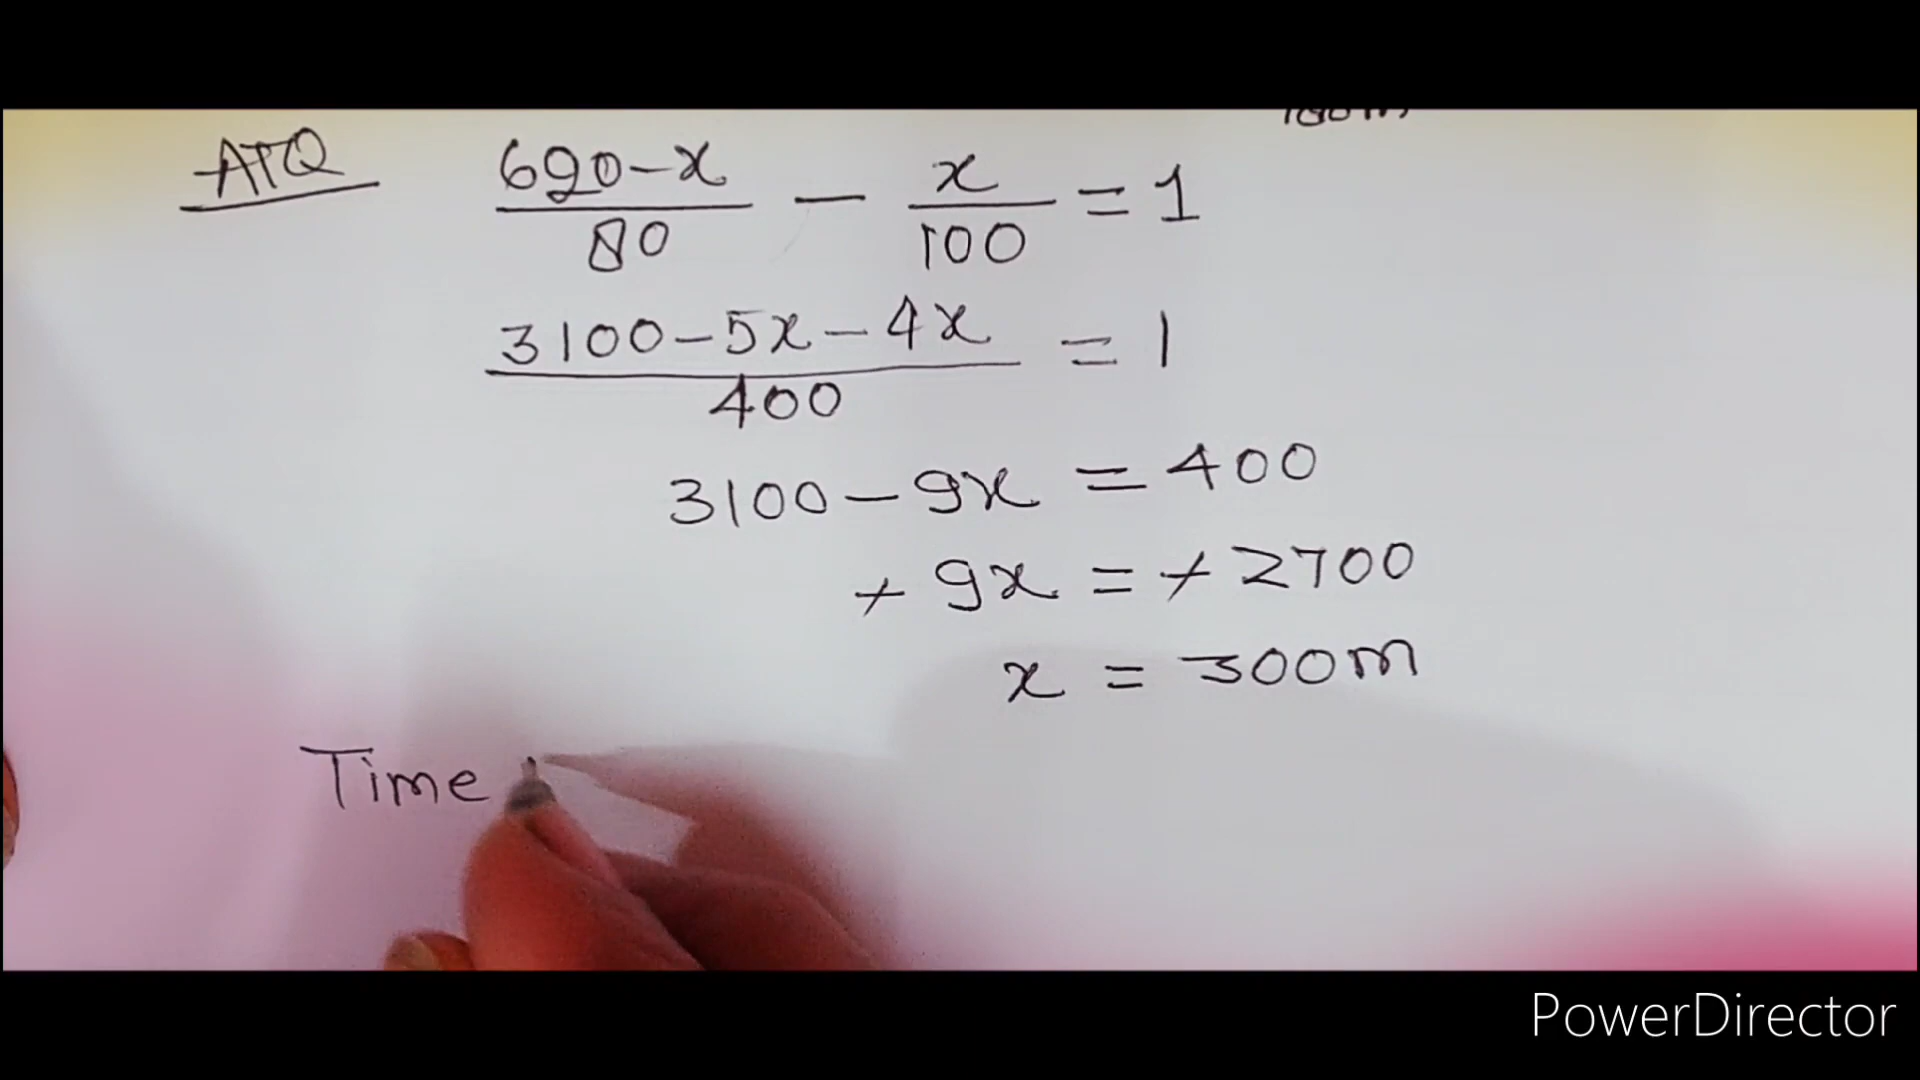 ATQ 620-x/80 - x/100 = 1
3100-5x-4x/400 = 1
3100-9x = 400
+ 9x = + 2700
x = 300m
Time
PowerDirector